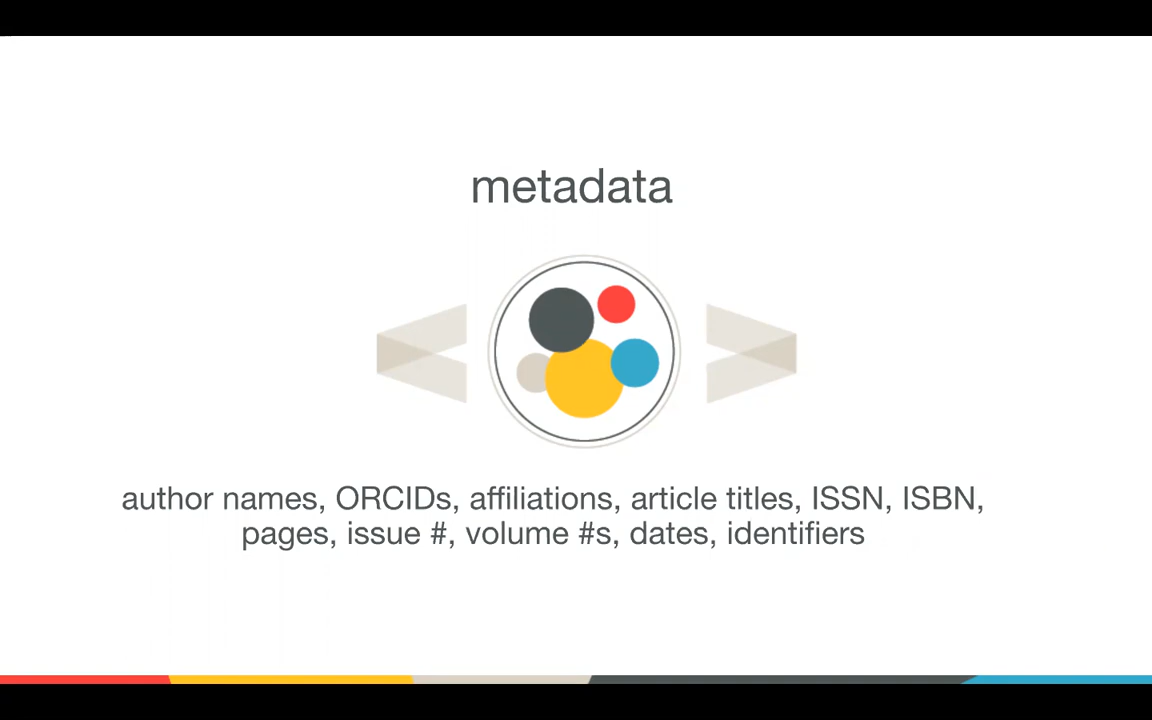 metadata
author names, ORCIDs, affiliations, article titles, ISSN, ISBN,
pages, issue #, volume #s, dates, identifiers